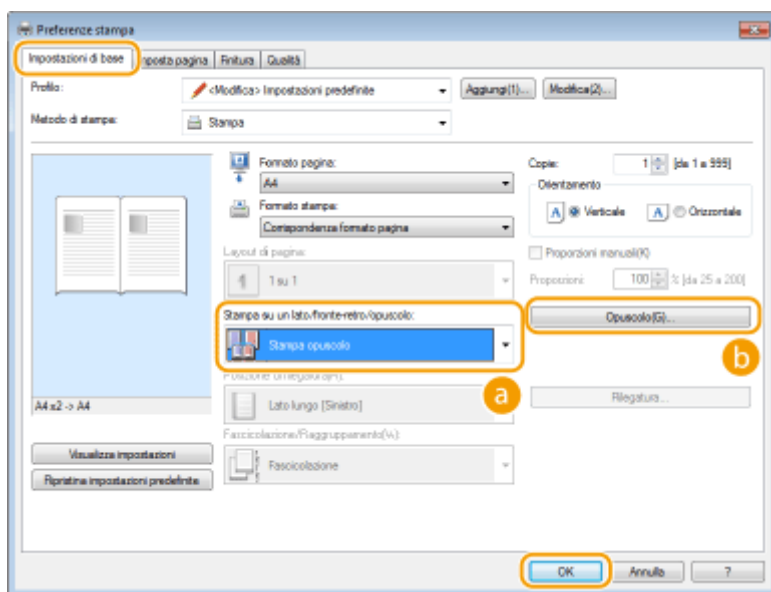 Preferenze stampa
Impostazioni di base Imposta pagina Finitura Qualità
Profilo: <Modifica> Impostazioni predefinite Aggiungi(1)... Modifica(2)...
Metodo di stampa: Stampa
Formato pagina:
A4
Formato stampa:
Corrispondenza formato pagina
Layout di pagina:
1 su 1
Stampa su un lato/fronte-retro/opuscolo:
Stampa opuscolo
a
Lato lungo [Sinistro]
Fascicolazione/Raggruppamento(¼):
Fascicolazione
Copie: 1 [da 1 a 999]
Orientamento
A Verticale A Orizzontale
Proporzioni manuali(K)
Proporzioni: 100 % [da 25 a 200]
Opuscolo(G)...
b
Rilegatura...
A4 x2 -> A4
Visualizza impostazioni
Ripristina impostazioni predefinite
OK Annulla ?